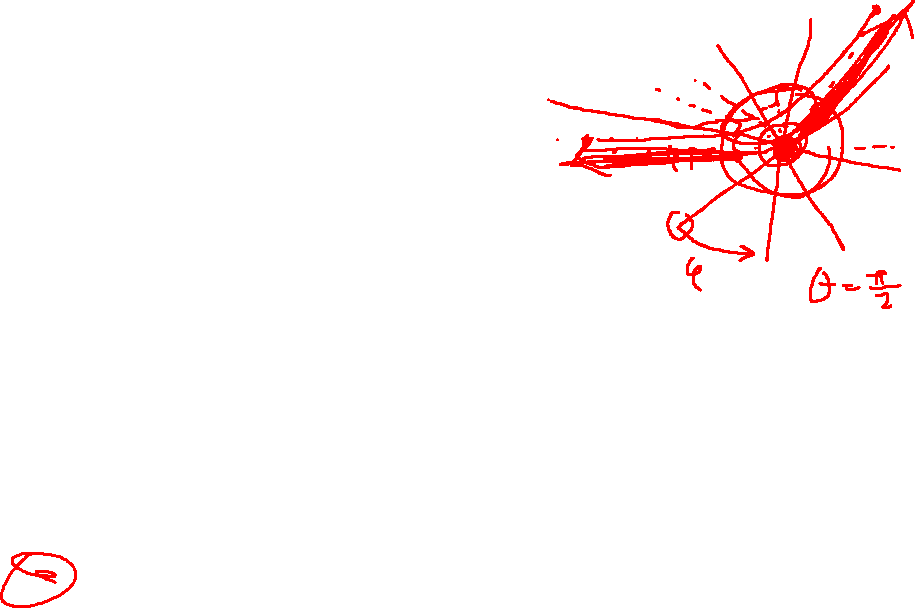 φ
θ = π/2